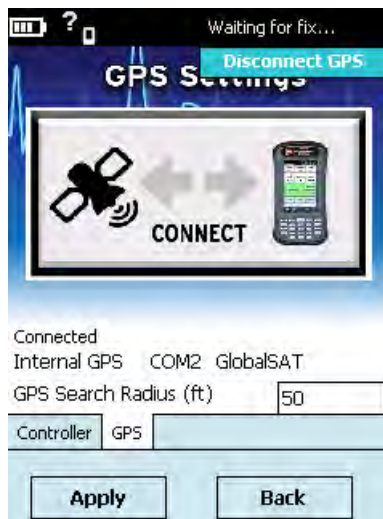 ?
Waiting for fix...
Disconnect GPS
GPS Settings
CONNECT
Connected
Internal GPS COM2 GlobalSAT
GPS Search Radius (ft) 50
Controller GPS
Apply Back